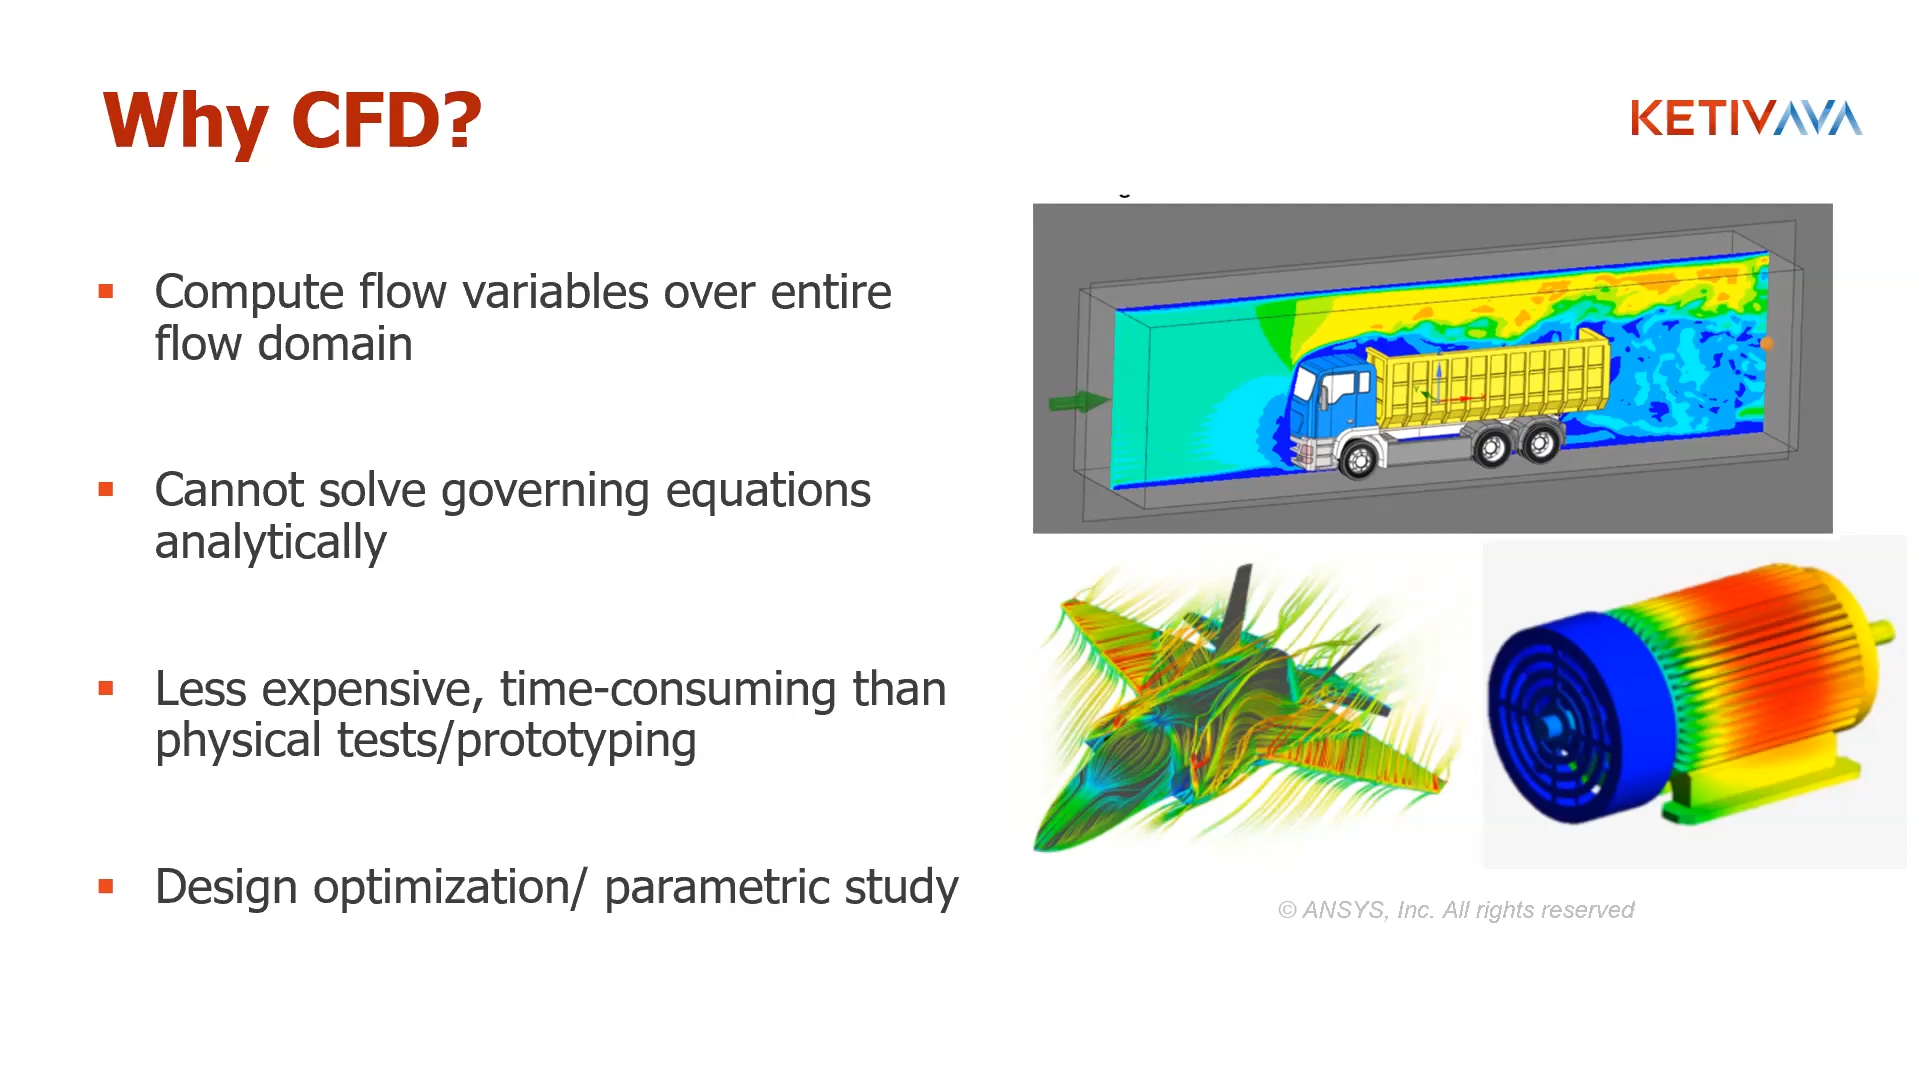 Why CFD?
KETIVAVA
Compute flow variables over entire
flow domain
Cannot solve governing equations
analytically
Less expensive, time-consuming than
physical tests/prototyping
Design optimization/ parametric study
© ANSYS, Inc. All rights reserved